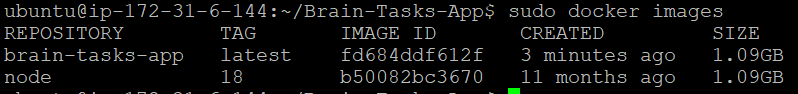 ubuntu@ip-172-31-6-144:~/Brain-Tasks-App$ sudo docker images
REPOSITORY TAG IMAGE ID CREATED SIZE
brain-tasks-app latest fd684ddf612f 3 minutes ago 1.09GB
node 18 b50082bc3670 11 months ago 1.09GB